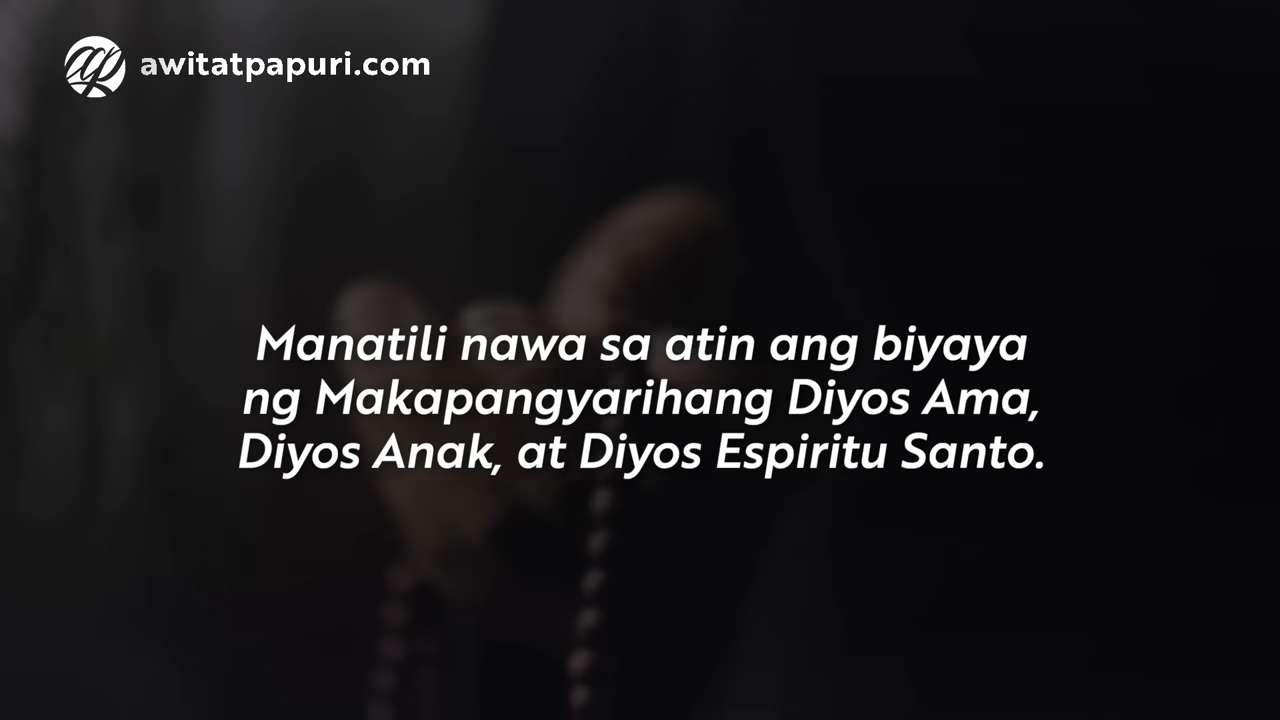 awitatpapuri.com
Manatili nawa sa atin ang biyaya
ng Makapangyarihang Diyos Ama,
Diyos Anak, at Diyos Espiritu Santo.